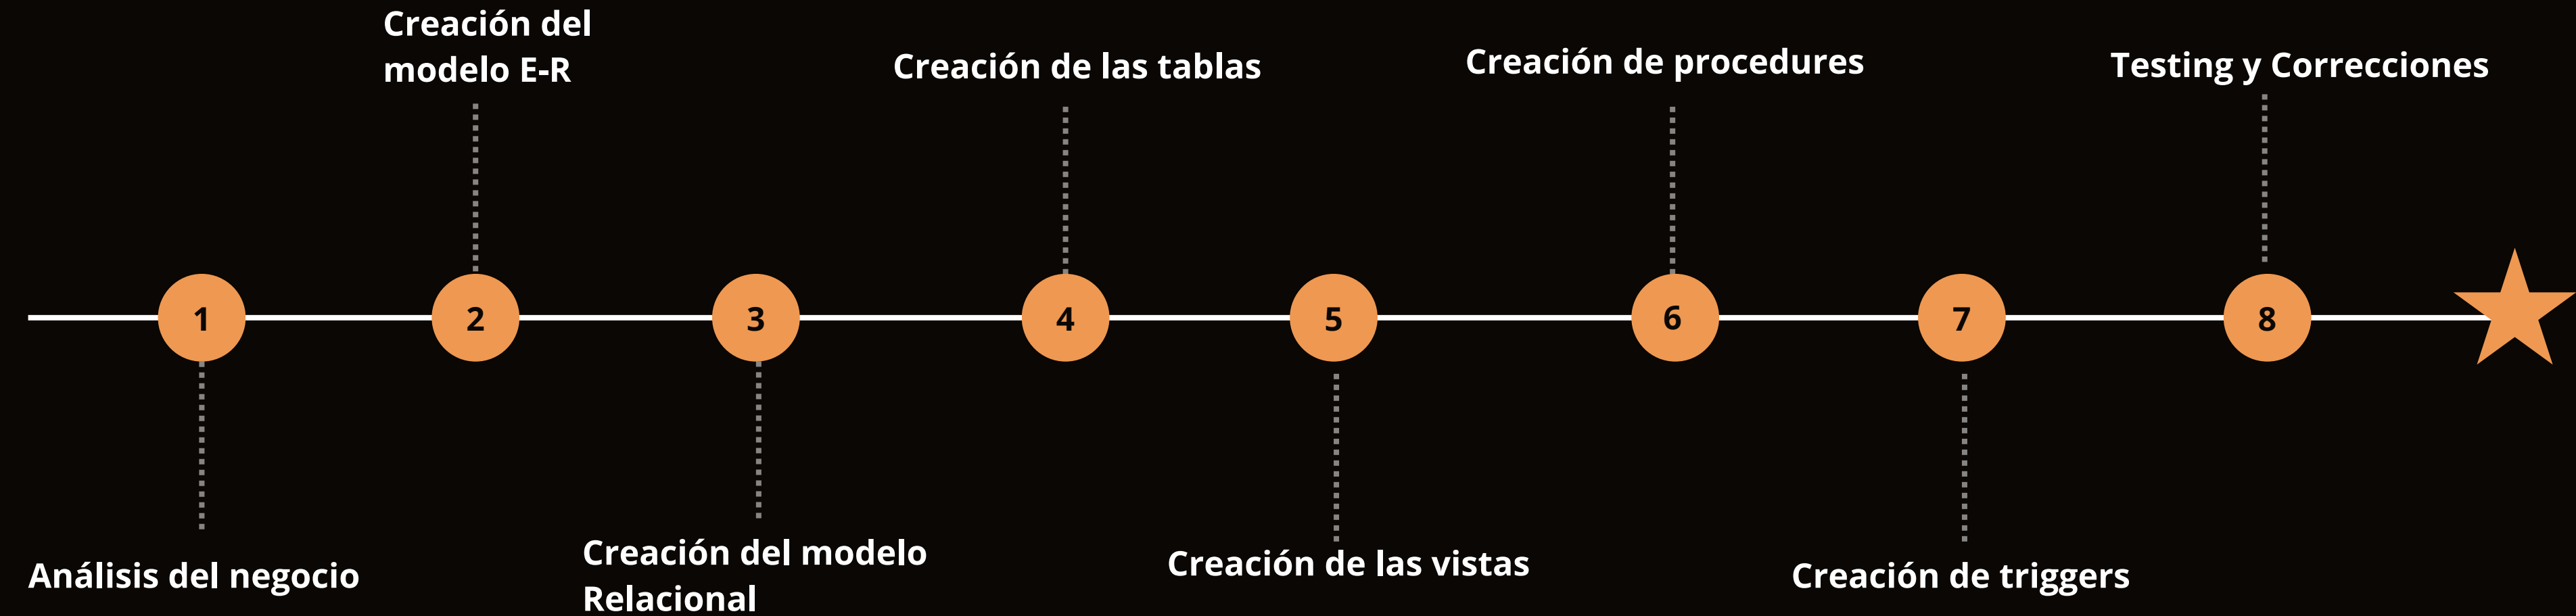 Creación del
modelo E-R
Creación de las tablas
Creación de procedures
Testing y Correcciones
1
2
3
4
5
6
7
8
Análisis del negocio
Creación del modelo
Relacional
Creación de las vistas
Creación de triggers